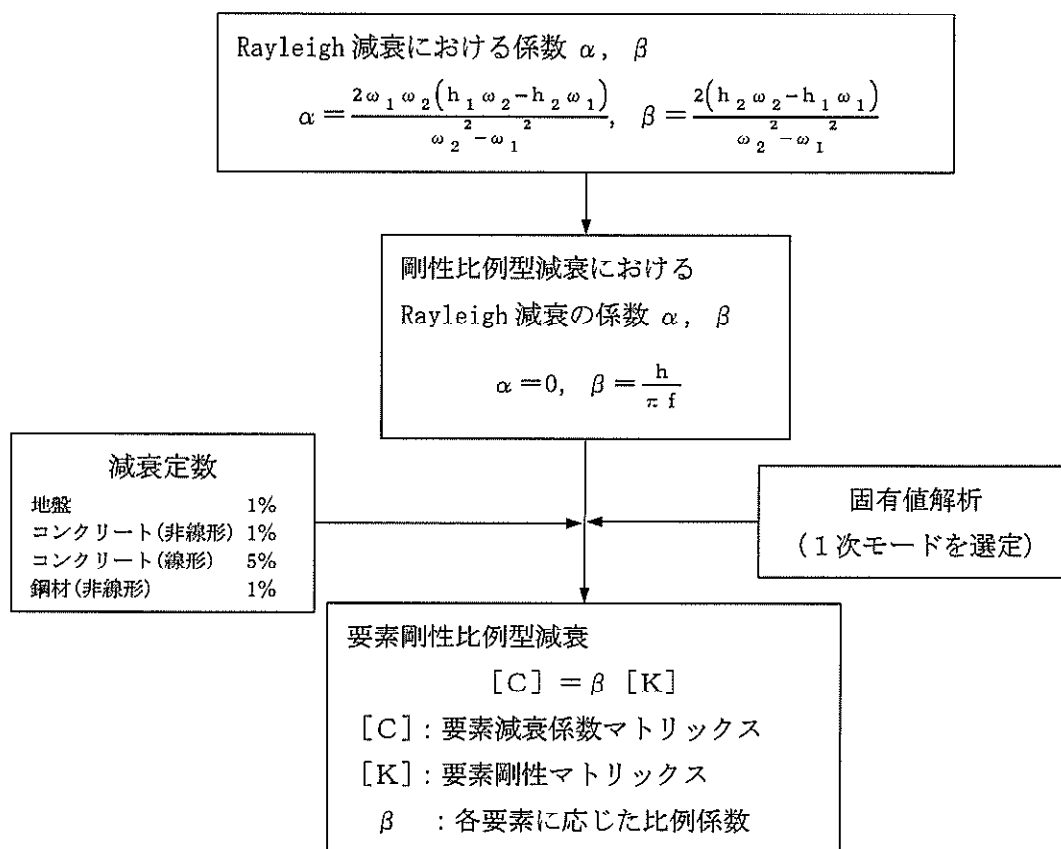 Rayleigh 減衰における係数 α, β
α=2ω1ω2(h1ω2-h2ω1)/ω2²-ω1², β=2(h2ω2-h1ω1)/ω2²-ωI²
剛性比例型減衰における
Rayleigh 減衰の係数 α, β
α=0, β=h/πf
減衰定数
地盤 1%
コンクリート(非線形) 1%
コンクリート(線形) 5%
鋼材(非線形) 1%
固有値解析
(1次モードを選定)
要素剛性比例型減衰
[C]=β [K]
[C]:要素減衰係数マトリックス
[K]:要素剛性マトリックス
β :各要素に応じた比例係数